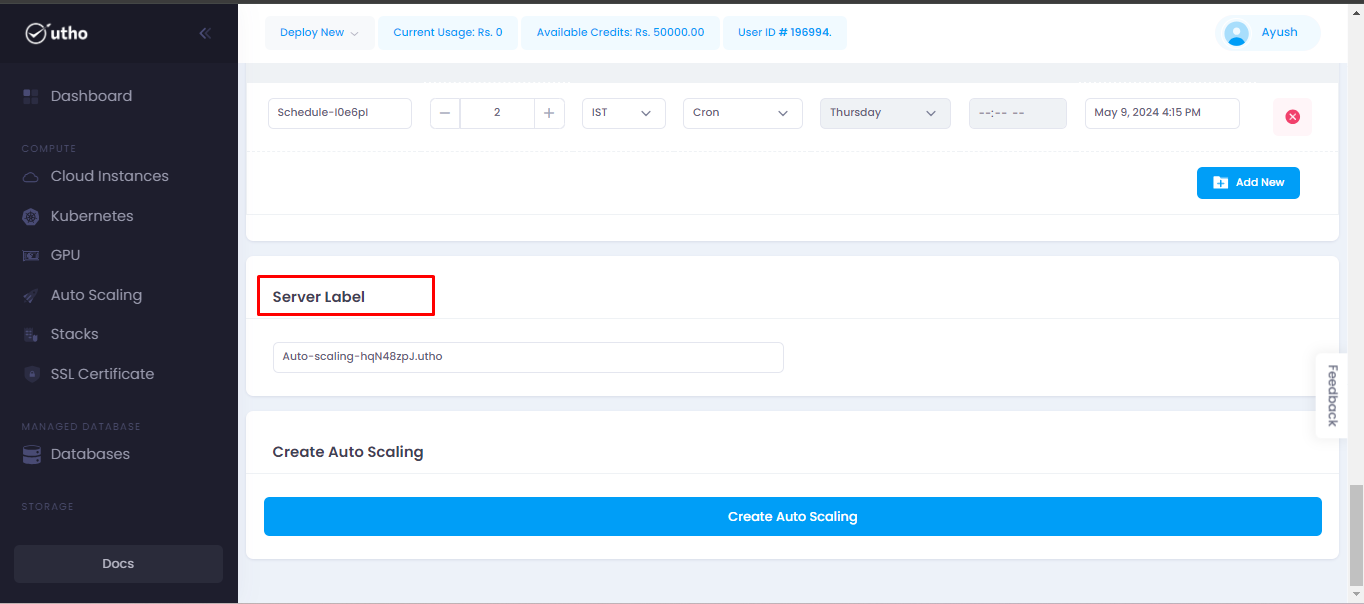 utho
Deploy New
Current Usage: Rs. 0
Available Credits: Rs. 50000.00
User ID # 196994.
Ayush
Dashboard
COMPUTE
Cloud Instances
Kubernetes
GPU
Auto Scaling
Stacks
SSL Certificate
MANAGED DATABASE
Databases
STORAGE
Docs
Schedule-I0e6pI
2
IST
Cron
Thursday
--:-- --
May 9, 2024 4:15 PM
Add New
Server Label
Auto-scaling-hqN48zpJ.utho
Create Auto Scaling
Create Auto Scaling
Feedback